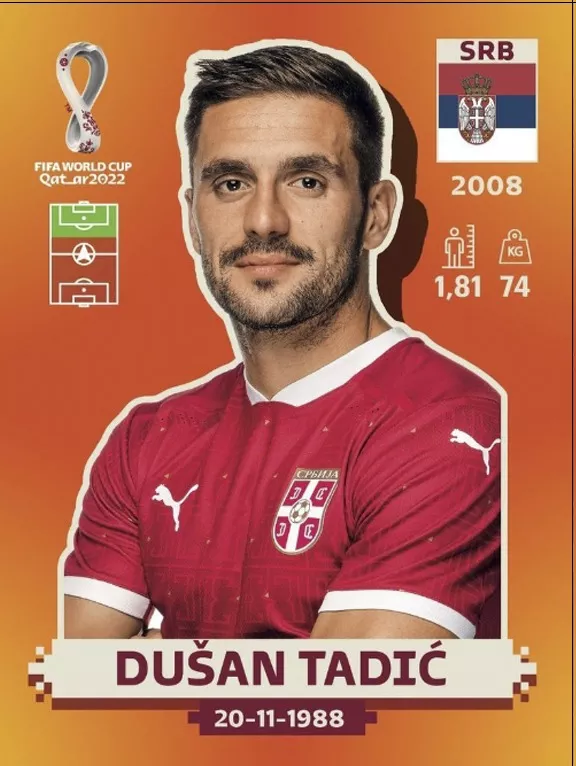 FIFA WORLD CUP
Qatar2022
SRB
2008
KG
1,81 74
СРБИЈА
DUŠAN TADIĆ
20-11-1988